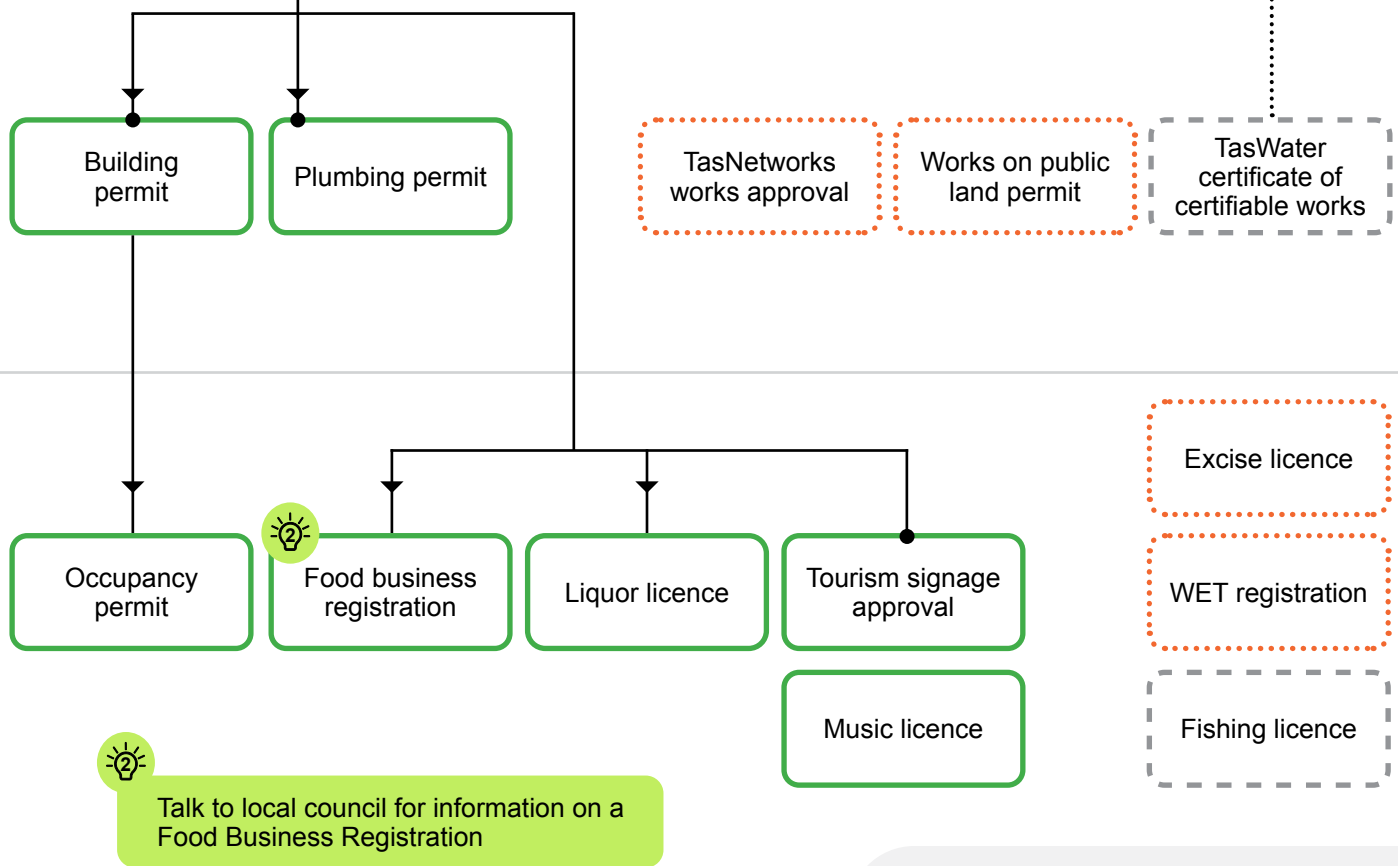 Building
permit
Plumbing permit
TasNetworks
works approval
Works on public
land permit
TasWater
certificate of
certifiable works
Excise licence
2
Occupancy
permit
Food business
registration
Liquor licence
Tourism signage
approval
WET registration
Music licence
Fishing licence
2
Talk to local council for information on a
Food Business Registration